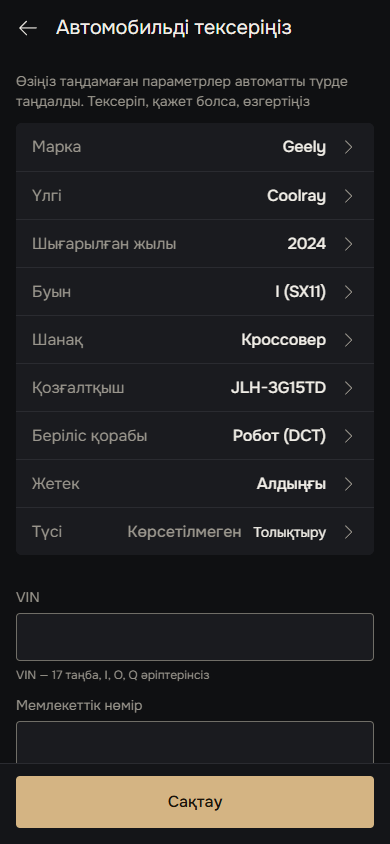 Автомобильді тексеріңіз
Өзіңіз таңдамаған параметрлер автоматты түрде
таңдалды. Тексеріп, қажет болса, өзгертіңіз
Марка Geely
Үлгі Coolray
Шығарылған жылы 2024
Буын I (SX11)
Шанақ Кроссовер
Қозғалтқыш JLH-3G15TD
Беріліс қорабы Робот (DCT)
Жетек Алдыңғы
Түсі Көрсетілмеген Толықтыру
VIN
VIN — 17 таңба, I, O, Q әріптерінсіз
Мемлекеттік нөмір
Сақтау